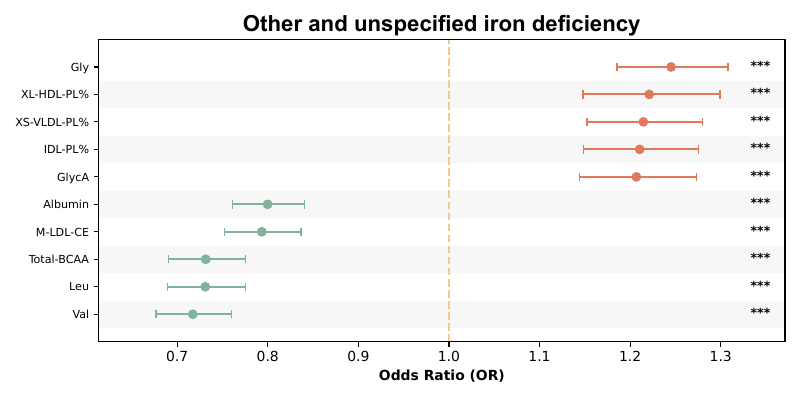 Other and unspecified iron deficiency
Gly ***
XL-HDL-PL% ***
XS-VLDL-PL% ***
IDL-PL% ***
GlycA ***
Albumin ***
M-LDL-CE ***
Total-BCAA ***
Leu ***
Val ***
0.7 0.8 0.9 1.0 1.1 1.2 1.3
Odds Ratio (OR)